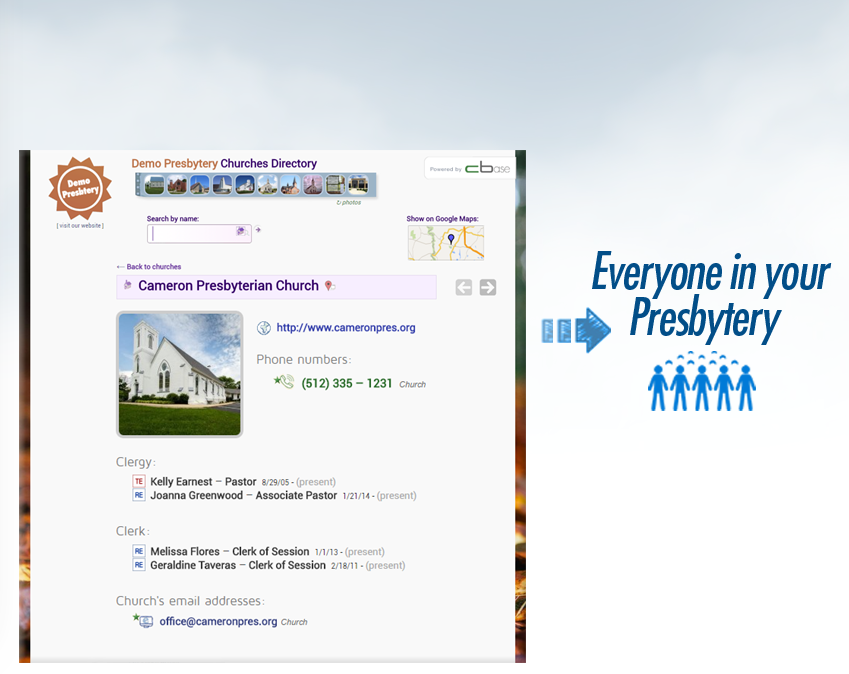 Demo Presbytery Churches Directory
Powered by cbase
Demo
Presbtery
photos
[ visit our website ]
Search by name:
Show on Google Maps:
← Back to churches
Cameron Presbyterian Church
http://www.cameronpres.org
Phone numbers:
(512) 335 – 1231 Church
Clergy:
TE Kelly Earnest – Pastor 8/29/05 - (present)
RE Joanna Greenwood – Associate Pastor 1/21/14 - (present)
Clerk:
RE Melissa Flores – Clerk of Session 1/1/13 - (present)
RE Geraldine Taveras – Clerk of Session 2/18/11 - (present)
Church's email addresses:
office@cameronpres.org Church
Everyone in your
Presbytery